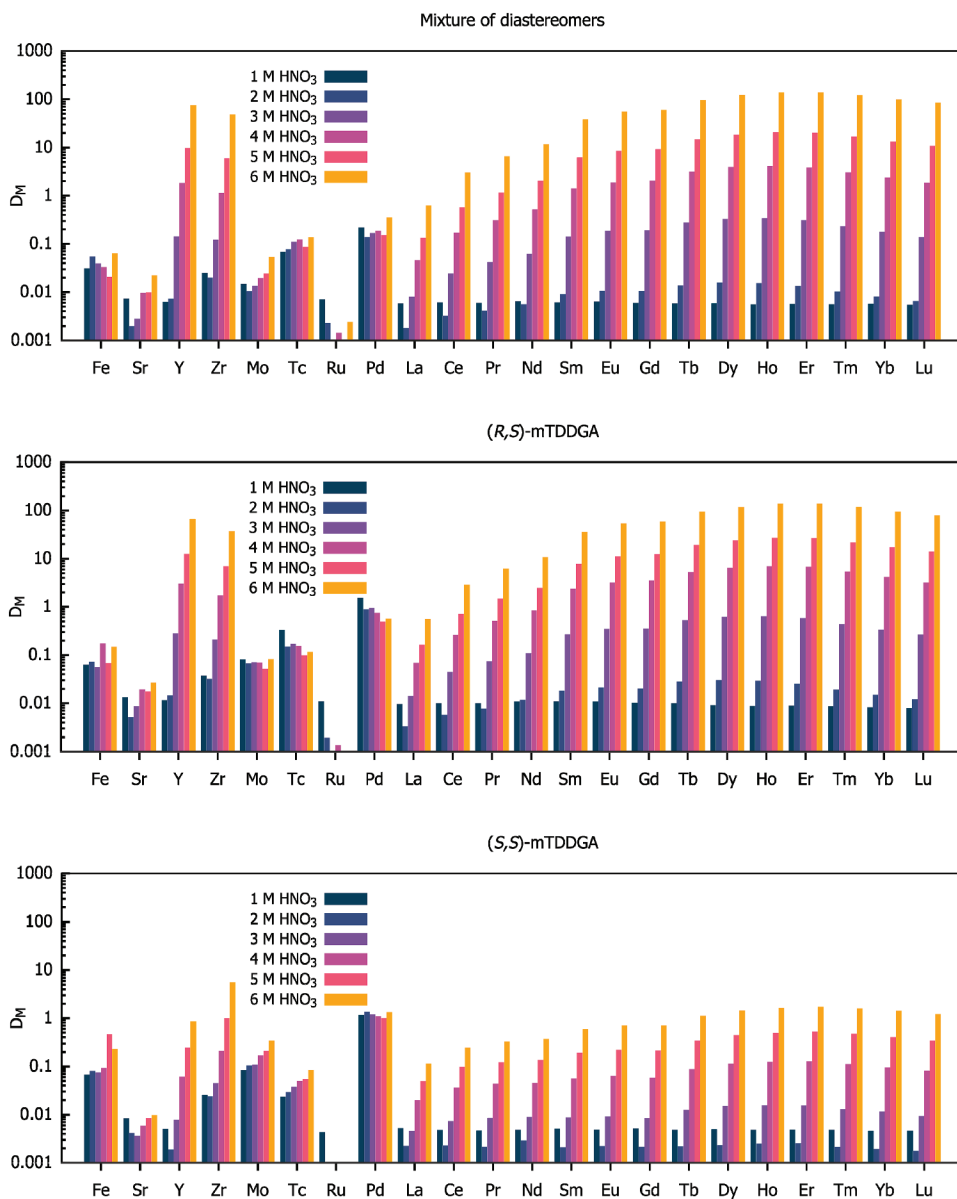 Mixture of diastereomers
1000
100
10
1
0.1
0.01
0.001
D_M
1 M HNO₃
2 M HNO₃
3 M HNO₃
4 M HNO₃
5 M HNO₃
6 M HNO₃
Fe Sr Y Zr Mo Tc Ru Pd La Ce Pr Nd Sm Eu Gd Tb Dy Ho Er Tm Yb Lu
(R,S)-mTDDGA
1000
100
10
1
0.1
0.01
0.001
D_M
1 M HNO₃
2 M HNO₃
3 M HNO₃
4 M HNO₃
5 M HNO₃
6 M HNO₃
Fe Sr Y Zr Mo Tc Ru Pd La Ce Pr Nd Sm Eu Gd Tb Dy Ho Er Tm Yb Lu
(S,S)-mTDDGA
1000
100
10
1
0.1
0.01
0.001
D_M
1 M HNO₃
2 M HNO₃
3 M HNO₃
4 M HNO₃
5 M HNO₃
6 M HNO₃
Fe Sr Y Zr Mo Tc Ru Pd La Ce Pr Nd Sm Eu Gd Tb Dy Ho Er Tm Yb Lu